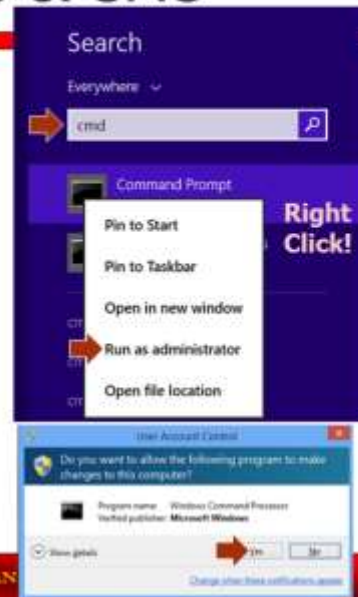 Search
Everywhere
cmd
Command Prompt
Right
Click!
Pin to Start
Pin to Taskbar
Open in new window
Run as administrator
Open file location
User Account Control
Do you want to allow the following program to make
changes to this computer?
Program name: Windows Command Processor
Verified publisher: Microsoft Windows
Show details
Yes
No
Change when these notifications appear